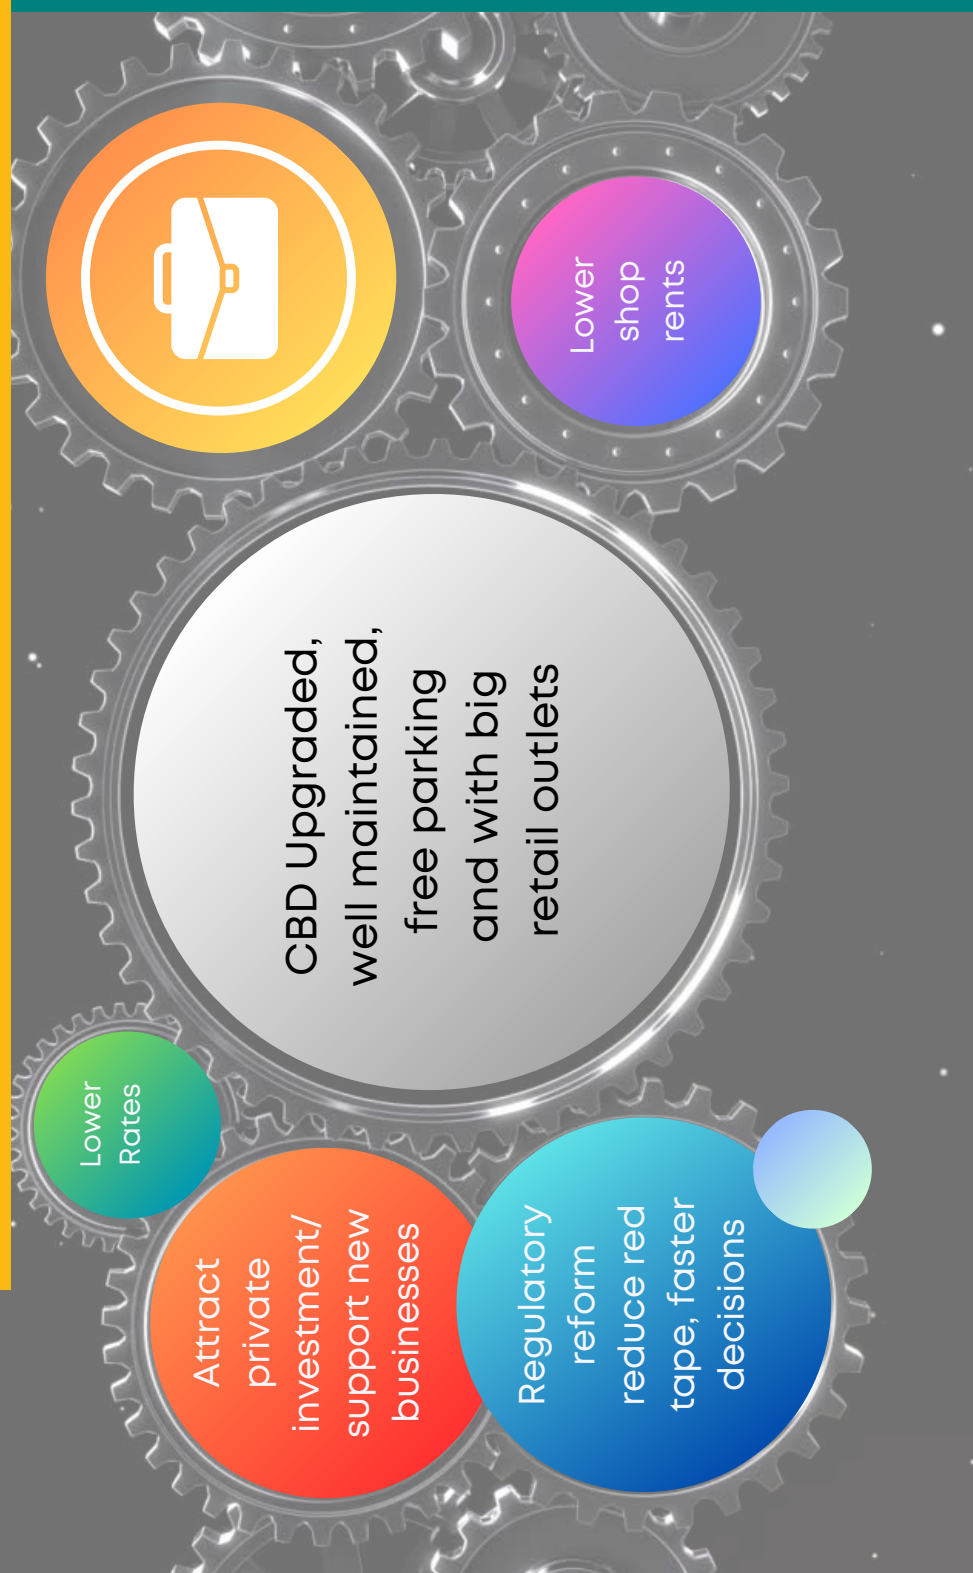 Lower
Rates
Attract
private
investment/
support new
businesses
Regulatory
reform
reduce red
tape, faster
decisions
CBD Upgraded,
well maintained,
free parking
and with big
retail outlets
Lower
shop
rents